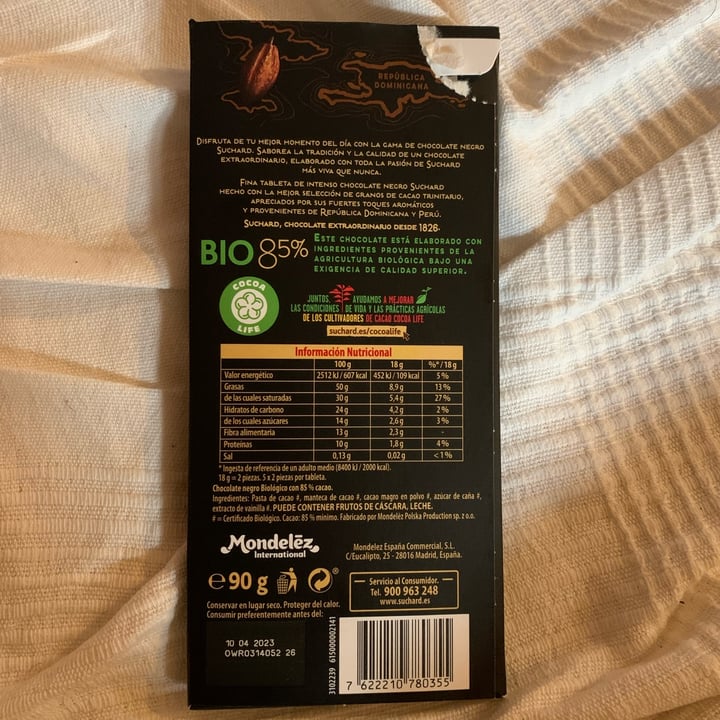 REPÚBLICA
DOMINICANA
DISFRUTA DE TU MEJOR MOMENTO DEL DÍA CON LA GAMA DE CHOCOLATE NEGRO
SUCHARD. SABOREA LA TRADICIÓN Y LA CALIDAD DE UN CHOCOLATE
EXTRAORDINARIO, ELABORADO CON TODA LA PASIÓN DE SUCHARD
MÁS VIVA QUE NUNCA.
FINA TABLETA DE INTENSO CHOCOLATE NEGRO SUCHARD
HECHO CON LA MEJOR SELECCIÓN DE GRANOS DE CACAO TRINITARIO,
APRECIADOS POR SUS FUERTES TOQUES AROMÁTICOS
Y PROVENIENTES DE REPÚBLICA DOMINICANA Y PERÚ.
SUCHARD, CHOCOLATE EXTRAORDINARIO DESDE 1826.
BIO 85%
ESTE CHOCOLATE ESTÁ ELABORADO CON
INGREDIENTES PROVENIENTES DE LA
AGRICULTURA BIOLÓGICA BAJO UNA
EXIGENCIA DE CALIDAD SUPERIOR.
COCOA
LIFE
JUNTOS, AYUDAMOS A MEJORAR
LAS CONDICIONES DE VIDA Y LAS PRÁCTICAS AGRÍCOLAS
DE LOS CULTIVADORES DE CACAO COCOA LIFE
suchard.es/cocoalife
Información Nutricional
100 g 18 g %*/18 g
Valor energético 2512 kJ/607 kcal 452 kJ/109 kcal 5 %
Grasas 50 g 8,9 g 13 %
de las cuales saturadas 30 g 5,4 g 27 %
Hidratos de carbono 24 g 4,2 g 2 %
de los cuales azúcares 14 g 2,6 g 3 %
Fibra alimentaria 13 g 2,3 g -
Proteínas 10 g 1,8 g 4 %
Sal 0,13 g 0,02 g <1 %
* Ingesta de referencia de un adulto medio (8400 kJ / 2000 kcal).
18 g = 2 piezas. 5 x 2 piezas por tableta.
Chocolate negro Biológico con 85 % cacao.
Ingredientes: Pasta de cacao #, manteca de cacao #, cacao magro en polvo #, azúcar de caña #,
extracto de vainilla #. PUEDE CONTENER FRUTOS DE CÁSCARA, LECHE.
# = Certificado Biológico. Cacao: 85 % mínimo. Fabricado por Mondelēz Polska Production sp. z o.o.
Mondelēz
International
Mondelez España Commercial, S.L.
C/Eucalipto, 25 - 28016 Madrid, España.
e 90 g
Servicio al Consumidor.
Tel. 900 963 248
www.suchard.es
Conservar en lugar seco. Proteger del calor.
Consumir preferentemente antes del:
10 04 2023
OWR0314052 26
3102239 615000002141
7 622210 780355